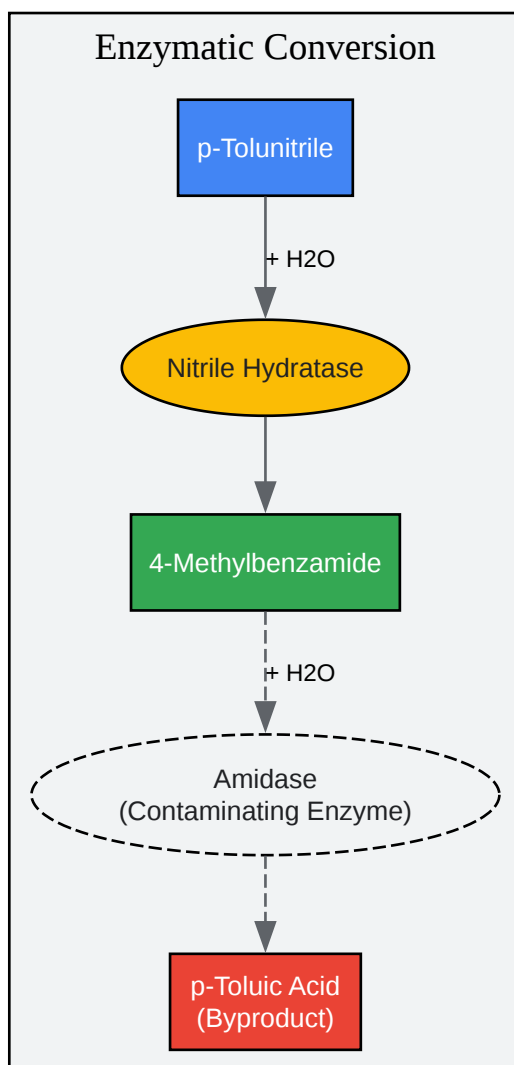 Enzymatic Conversion
p-Tolunitrile
+ H2O
Nitrile Hydratase
4-Methylbenzamide
+ H2O
Amidase
(Contaminating Enzyme)
p-Toluic Acid
(Byproduct)